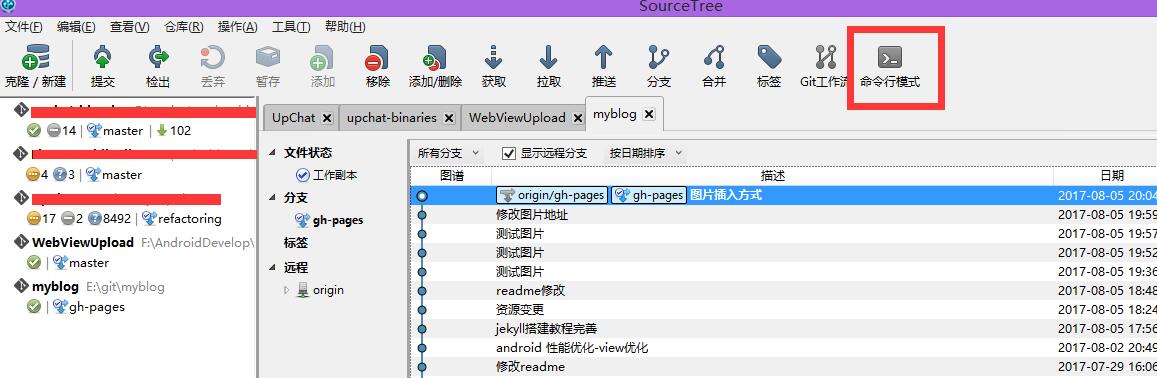 SourceTree
文件(F) 编辑(E) 查看(V) 仓库(R) 操作(A) 工具(T) 帮助(H)
克隆 / 新建 提交 检出 丢弃 暂存 添加 移除 添加/删除 获取 拉取 推送 分支 合并 标签 Git工作流 命令行模式
UpChat upchat-binaries WebViewUpload myblog
14 master 102
4 3 master
17 2 8492 refactoring
WebViewUpload F:\AndroidDevelop\
master
myblog E:\git\myblog
gh-pages
文件状态
工作副本
分支
gh-pages
标签
远程
origin
所有分支 显示远程分支 按日期排序
图谱 描述 日期
origin/gh-pages gh-pages 图片插入方式 2017-08-05 20:04
修改图片地址 2017-08-05 19:59
测试图片 2017-08-05 19:57
测试图片 2017-08-05 19:52
测试图片 2017-08-05 19:36
readme修改 2017-08-05 18:48
资源变更 2017-08-05 18:24
jekyll搭建教程完善 2017-08-05 17:56
android 性能优化-view优化 2017-08-02 20:49
修改readme 2017-07-29 16:06